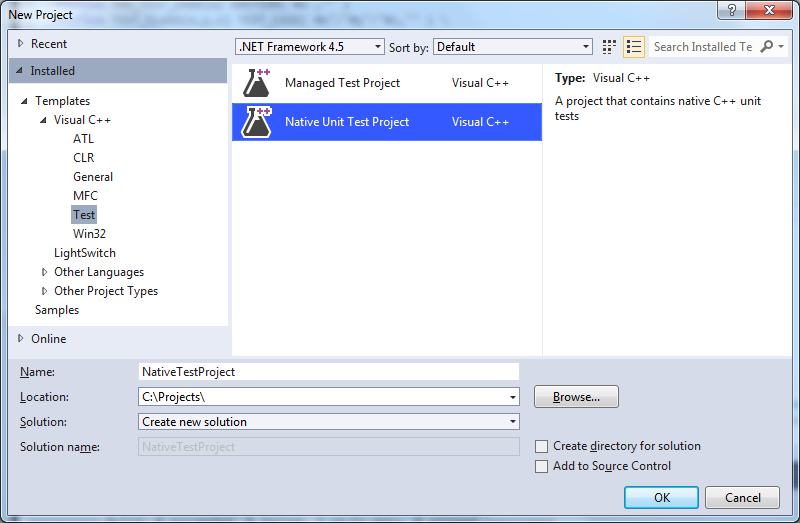 New Project
Recent
.NET Framework 4.5
Sort by:
Default
Search Installed Te
Installed
Templates
Visual C++
ATL
CLR
General
MFC
Test
Win32
LightSwitch
Other Languages
Other Project Types
Samples
Online
Managed Test Project Visual C++
Native Unit Test Project Visual C++
Type: Visual C++
A project that contains native C++ unit
tests
Name: NativeTestProject
Location: C:\Projects\
Browse...
Solution: Create new solution
Solution name: NativeTestProject
Create directory for solution
Add to Source Control
OK
Cancel